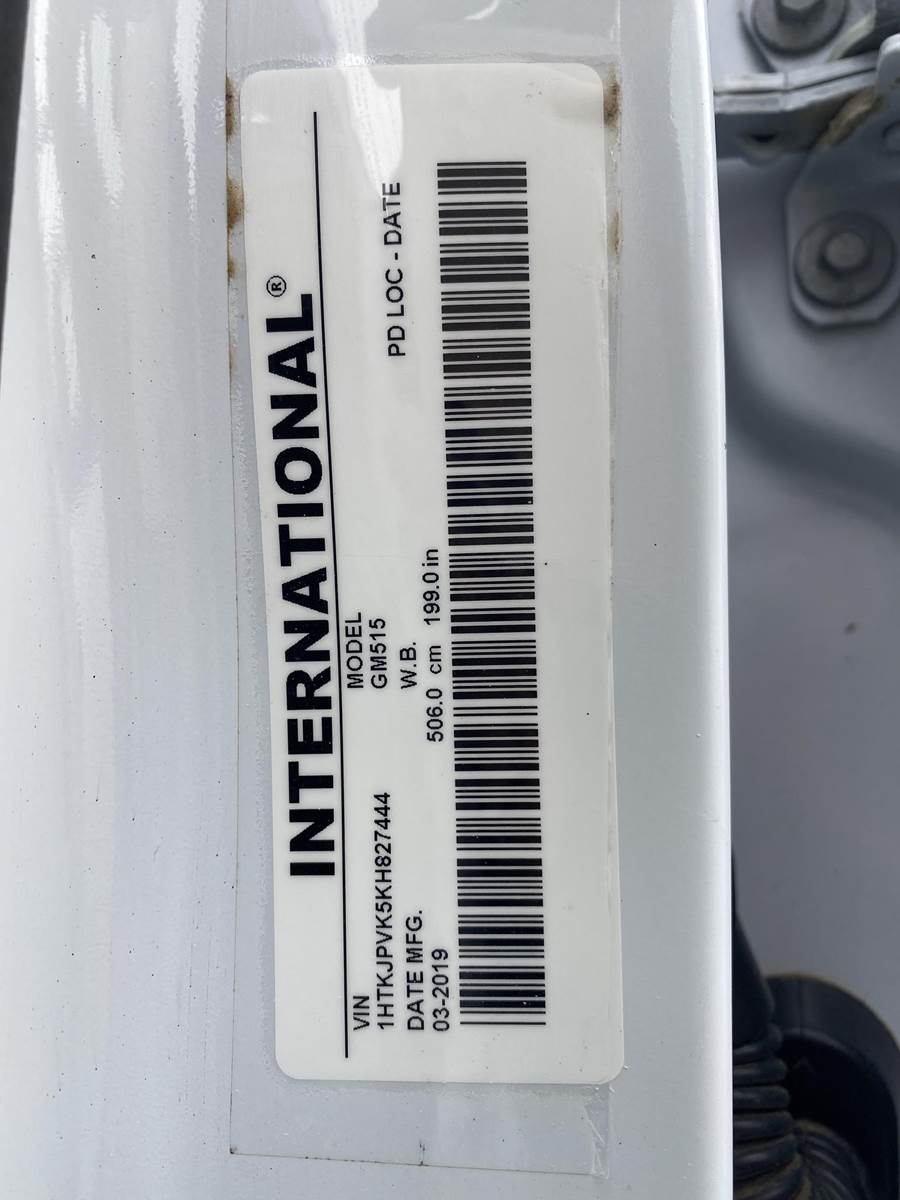 INTERNATIONAL®
VIN
1HTKJPVK5KH827444
MODEL
GM515
DATE MFG.
03-2019
W.B.
506.0 cm 199.0 in
PD LOC - DATE